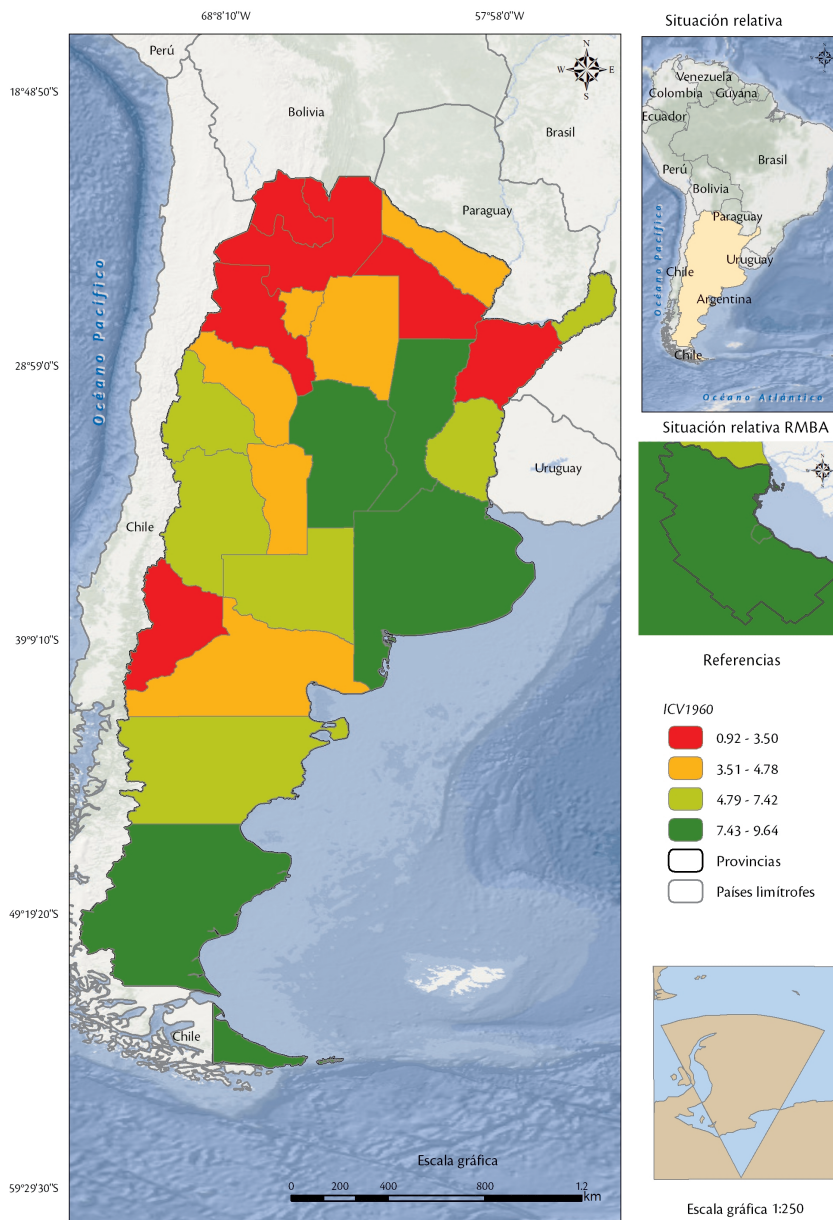 68°8'10"W
57°58'0"W
18°48'50"S
28°59'0"S
39°9'10"S
49°19'20"S
59°29'30"S
Perú
Bolivia
Brasil
Paraguay
Océano Pacífico
Uruguay
Chile
Chile
N
W E
S
Escala gráfica
0 200 400 800 1.2
km
Situación relativa
Venezuela
Colombia
Guyana
Ecuador
Perú
Brasil
Bolivia
Paraguay
Océano Pacífico
Uruguay
Chile
Argentina
Chile
Océano Atlántico
Situación relativa RMBA
Referencias
ICV1960
0.92 - 3.50
3.51 - 4.78
4.79 - 7.42
7.43 - 9.64
Provincias
Países limítrofes
Escala gráfica 1:250